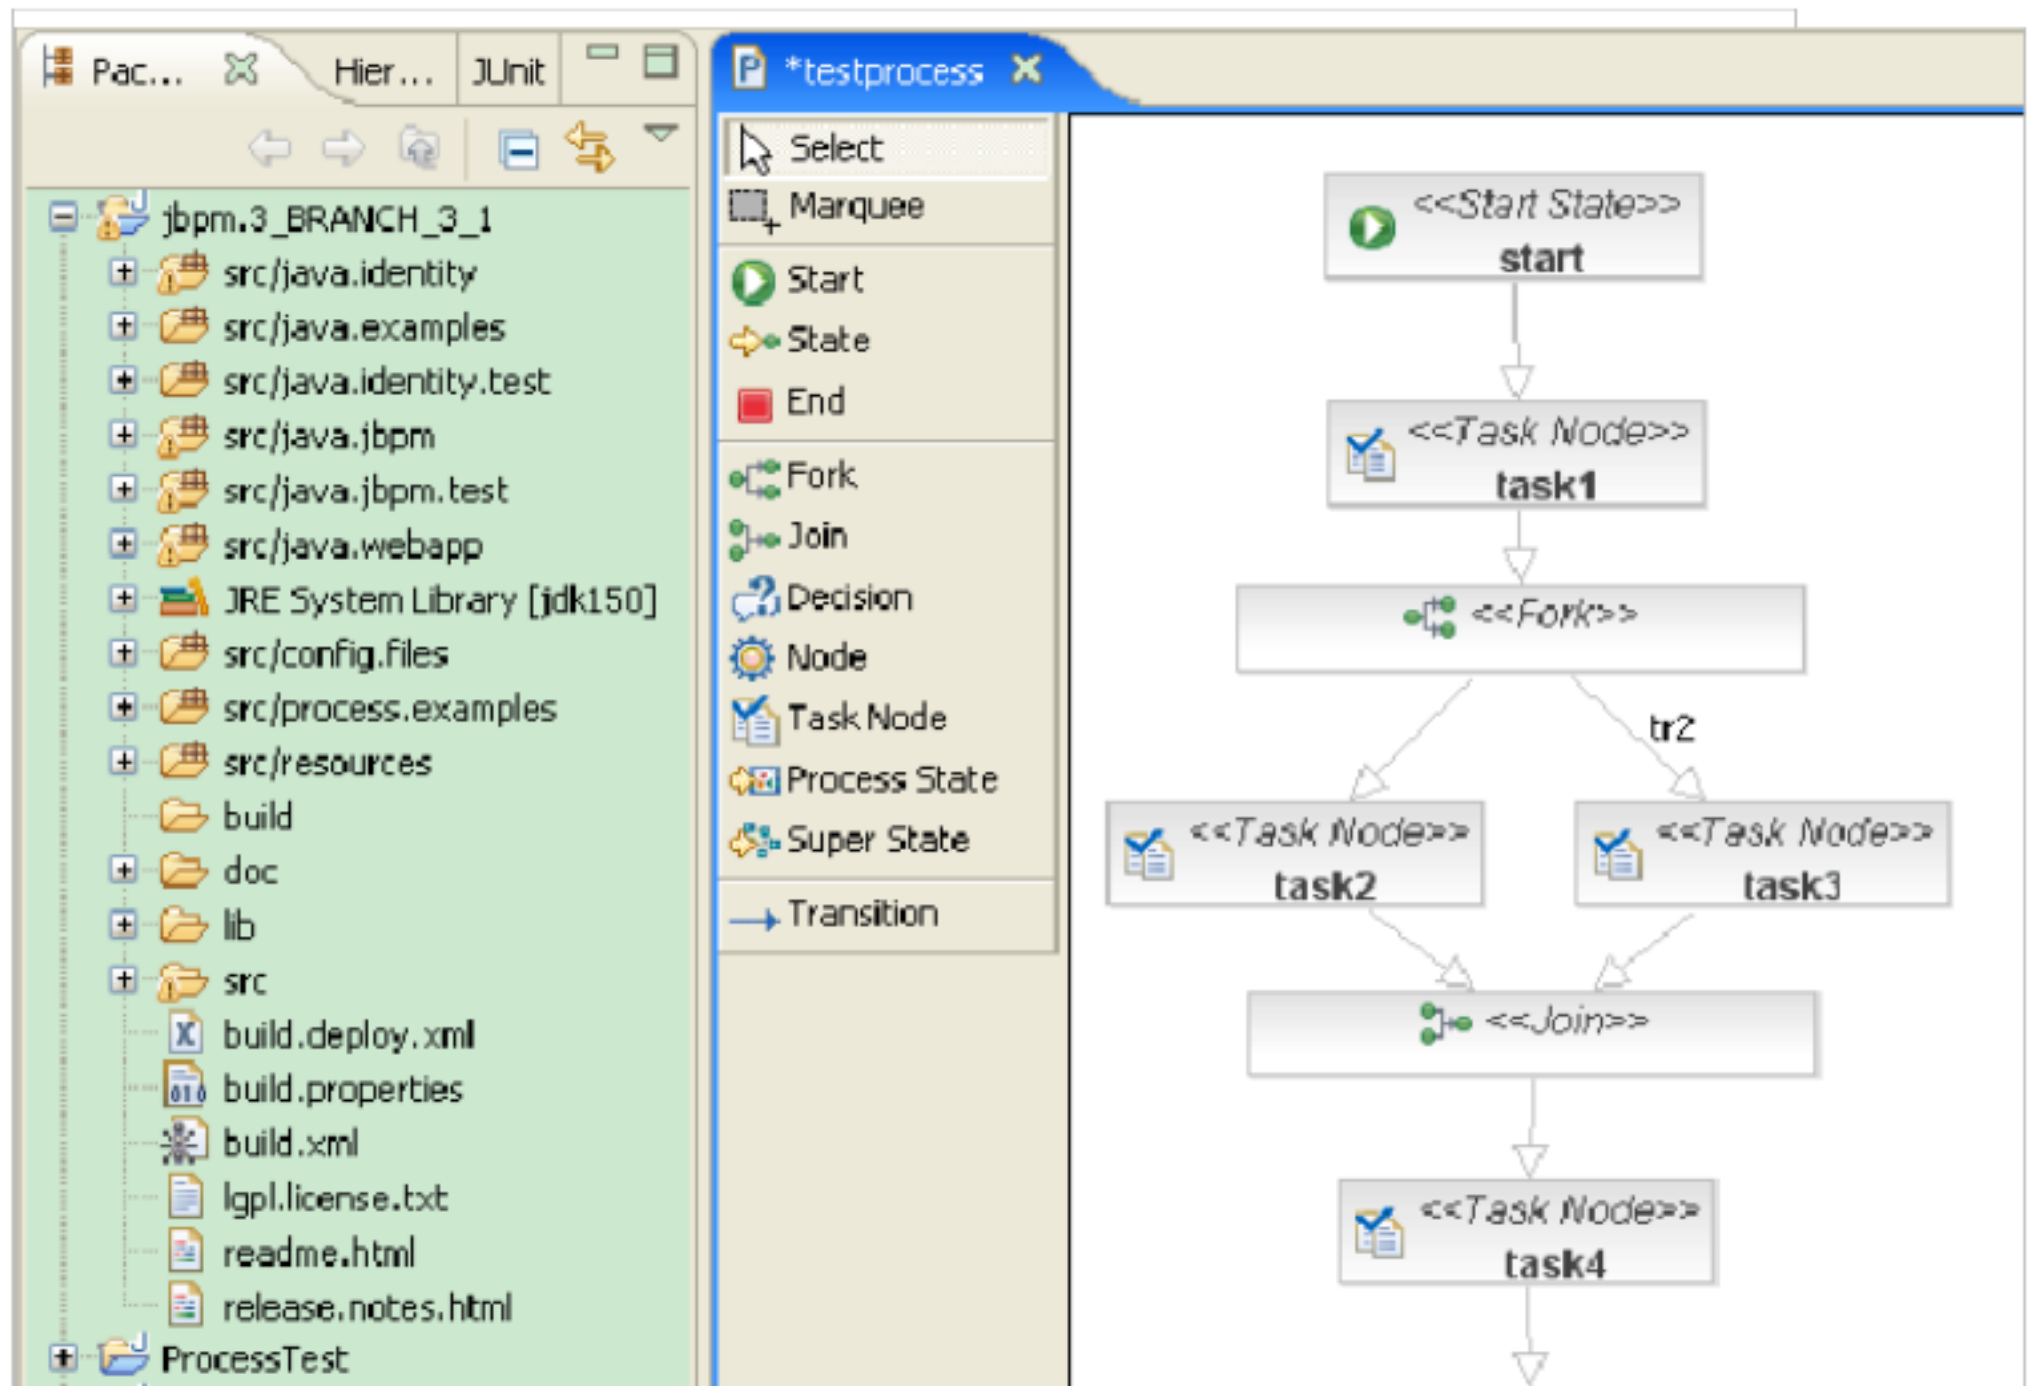 Pac...
Hier...
JUnit
jbpm.3_BRANCH_3_1
src/java.identity
src/java.examples
src/java.identity.test
src/java.jbpm
src/java.jbpm.test
src/java.webapp
JRE System Library [jdk150]
src/config.files
src/process.examples
src/resources
build
doc
lib
src
build.deploy.xml
build.properties
build.xml
lgpl.license.txt
readme.html
release.notes.html
ProcessTest
*testprocess
Select
Marquee
Start
State
End
Fork
Join
Decision
Node
Task Node
Process State
Super State
Transition
<<Start State>>
start
<<Task Node>>
task1
<<Fork>>
tr2
<<Task Node>>
task2
<<Task Node>>
task3
<<Join>>
<<Task Node>>
task4